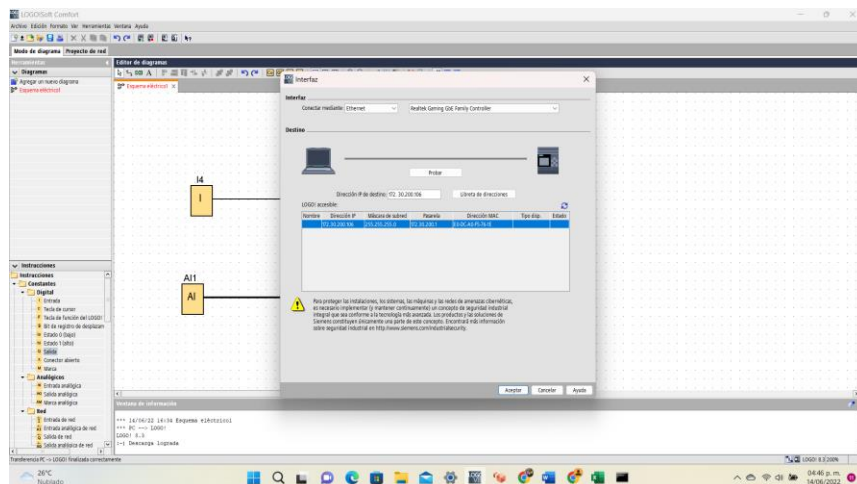 LOGO!Soft Comfort
Archivo Edición Formato Ver Herramientas Ventana Ayuda
Modo de diagrama Proyecto de red
Herramientas
Editor de diagramas
Diagramas
Agregar un nuevo diagrama
Esquema eléctrico1
Esquema eléctrico1
I4
I
AI1
AI
Interfaz
Interfaz
Conectar mediante: Ethernet
Realtek Gaming GbE Family Controller
Destino
Probar
Dirección IP de destino: 172. 30.200.106
Libreta de direcciones
LOGO! accesible:
Nombre Dirección IP Máscara de subred Pasarela Dirección MAC Tipo disp. Estado
172.30.200.106 255.255.255.0 172.30.200.1
Para proteger las instalaciones, los sistemas, las máquinas y las redes de amenazas cibernéticas,
es necesario implementar (y mantener continuamente) un concepto de seguridad industrial
integral que sea conforme a la tecnología más avanzada. Los productos y las soluciones de
Siemens constituyen únicamente una parte de este concepto. Encontrará más información
sobre seguridad industrial en http://www.siemens.com/industrialsecurity.
Aceptar Cancelar Ayuda
Instrucciones
Instrucciones
Constantes
Digital
Entrada
Tecla de cursor
Tecla de función del LOGO!
Bit de registro de desplazam
Estado 0 (bajo)
Estado 1 (alto)
Salida
Conector abierto
Marca
Analógicos
Entrada analógica
Salida analógica
Marca analógica
Red
Entrada de red
Entrada analógica de red
Salida de red
Salida analógica de red
Ventana de información
*** 14/06/22 16:36 Esquema eléctrico1
*** PC --> LOGO!
LOGO! 8.3
:-) Descarga lograda
Transferencia PC -> LOGO! finalizada correctamente
LOGO! 8.3 200%
26°C
Nublado
04:46 p. m.
14/06/2022